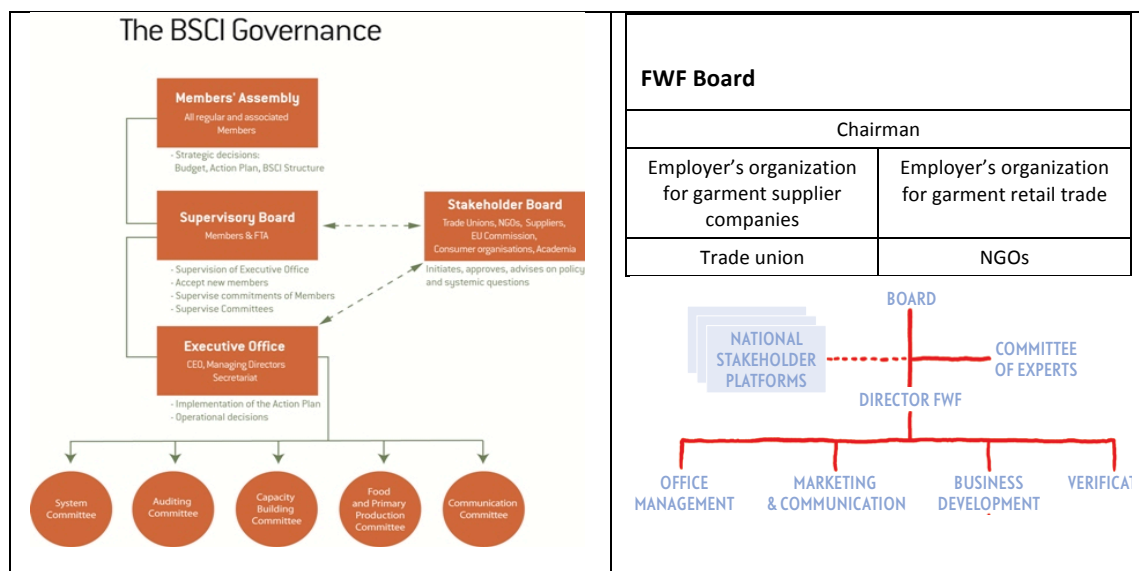 The BSCI Governance
Members' Assembly
All regular and associated
Members
- Strategic decisions:
Budget, Action Plan, BSCI Structure
Supervisory Board
Members & FTA
- Supervision of Executive Office
- Accept new members
- Supervise commitments of Members
- Supervise Committees
Stakeholder Board
Trade Unions, NGOs, Suppliers,
EU Commission,
Consumer organisations, Academia
Initiates, approves, advises on policy
and systemic questions
Executive Office
CEO, Managing Directors
Secretariat
- Implementation of the Action Plan
- Operational decisions
System
Committee
Auditing
Committee
Capacity
Building
Committee
Food
and Primary
Production
Committee
Communication
Committee
FWF Board
Chairman
Employer's organization
for garment supplier
companies
Employer's organization
for garment retail trade
Trade union
NGOs
BOARD
NATIONAL
STAKEHOLDER
PLATFORMS
COMMITTEE
OF EXPERTS
DIRECTOR FWF
OFFICE
MANAGEMENT
MARKETING
& COMMUNICATION
BUSINESS
DEVELOPMENT
VERIFICAT